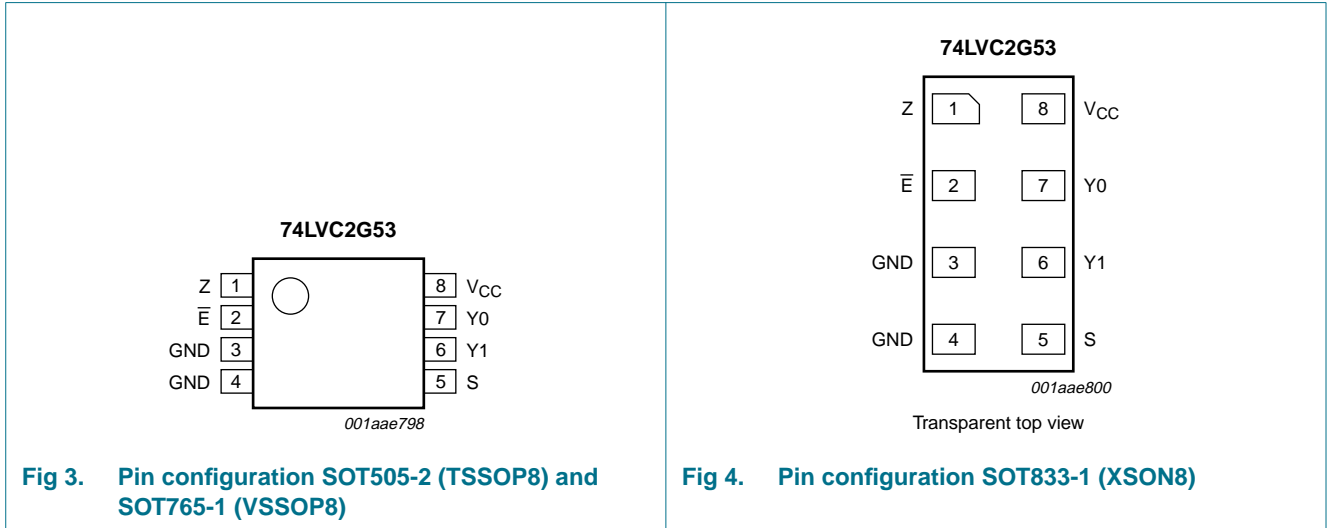 74LVC2G53
Z 1 8 VCC
E̅ 2 7 Y0
GND 3 6 Y1
GND 4 5 S
001aae798
Fig 3. Pin configuration SOT505-2 (TSSOP8) and
SOT765-1 (VSSOP8)
74LVC2G53
Z 1 8 VCC
E̅ 2 7 Y0
GND 3 6 Y1
GND 4 5 S
001aae800
Transparent top view
Fig 4. Pin configuration SOT833-1 (XSON8)